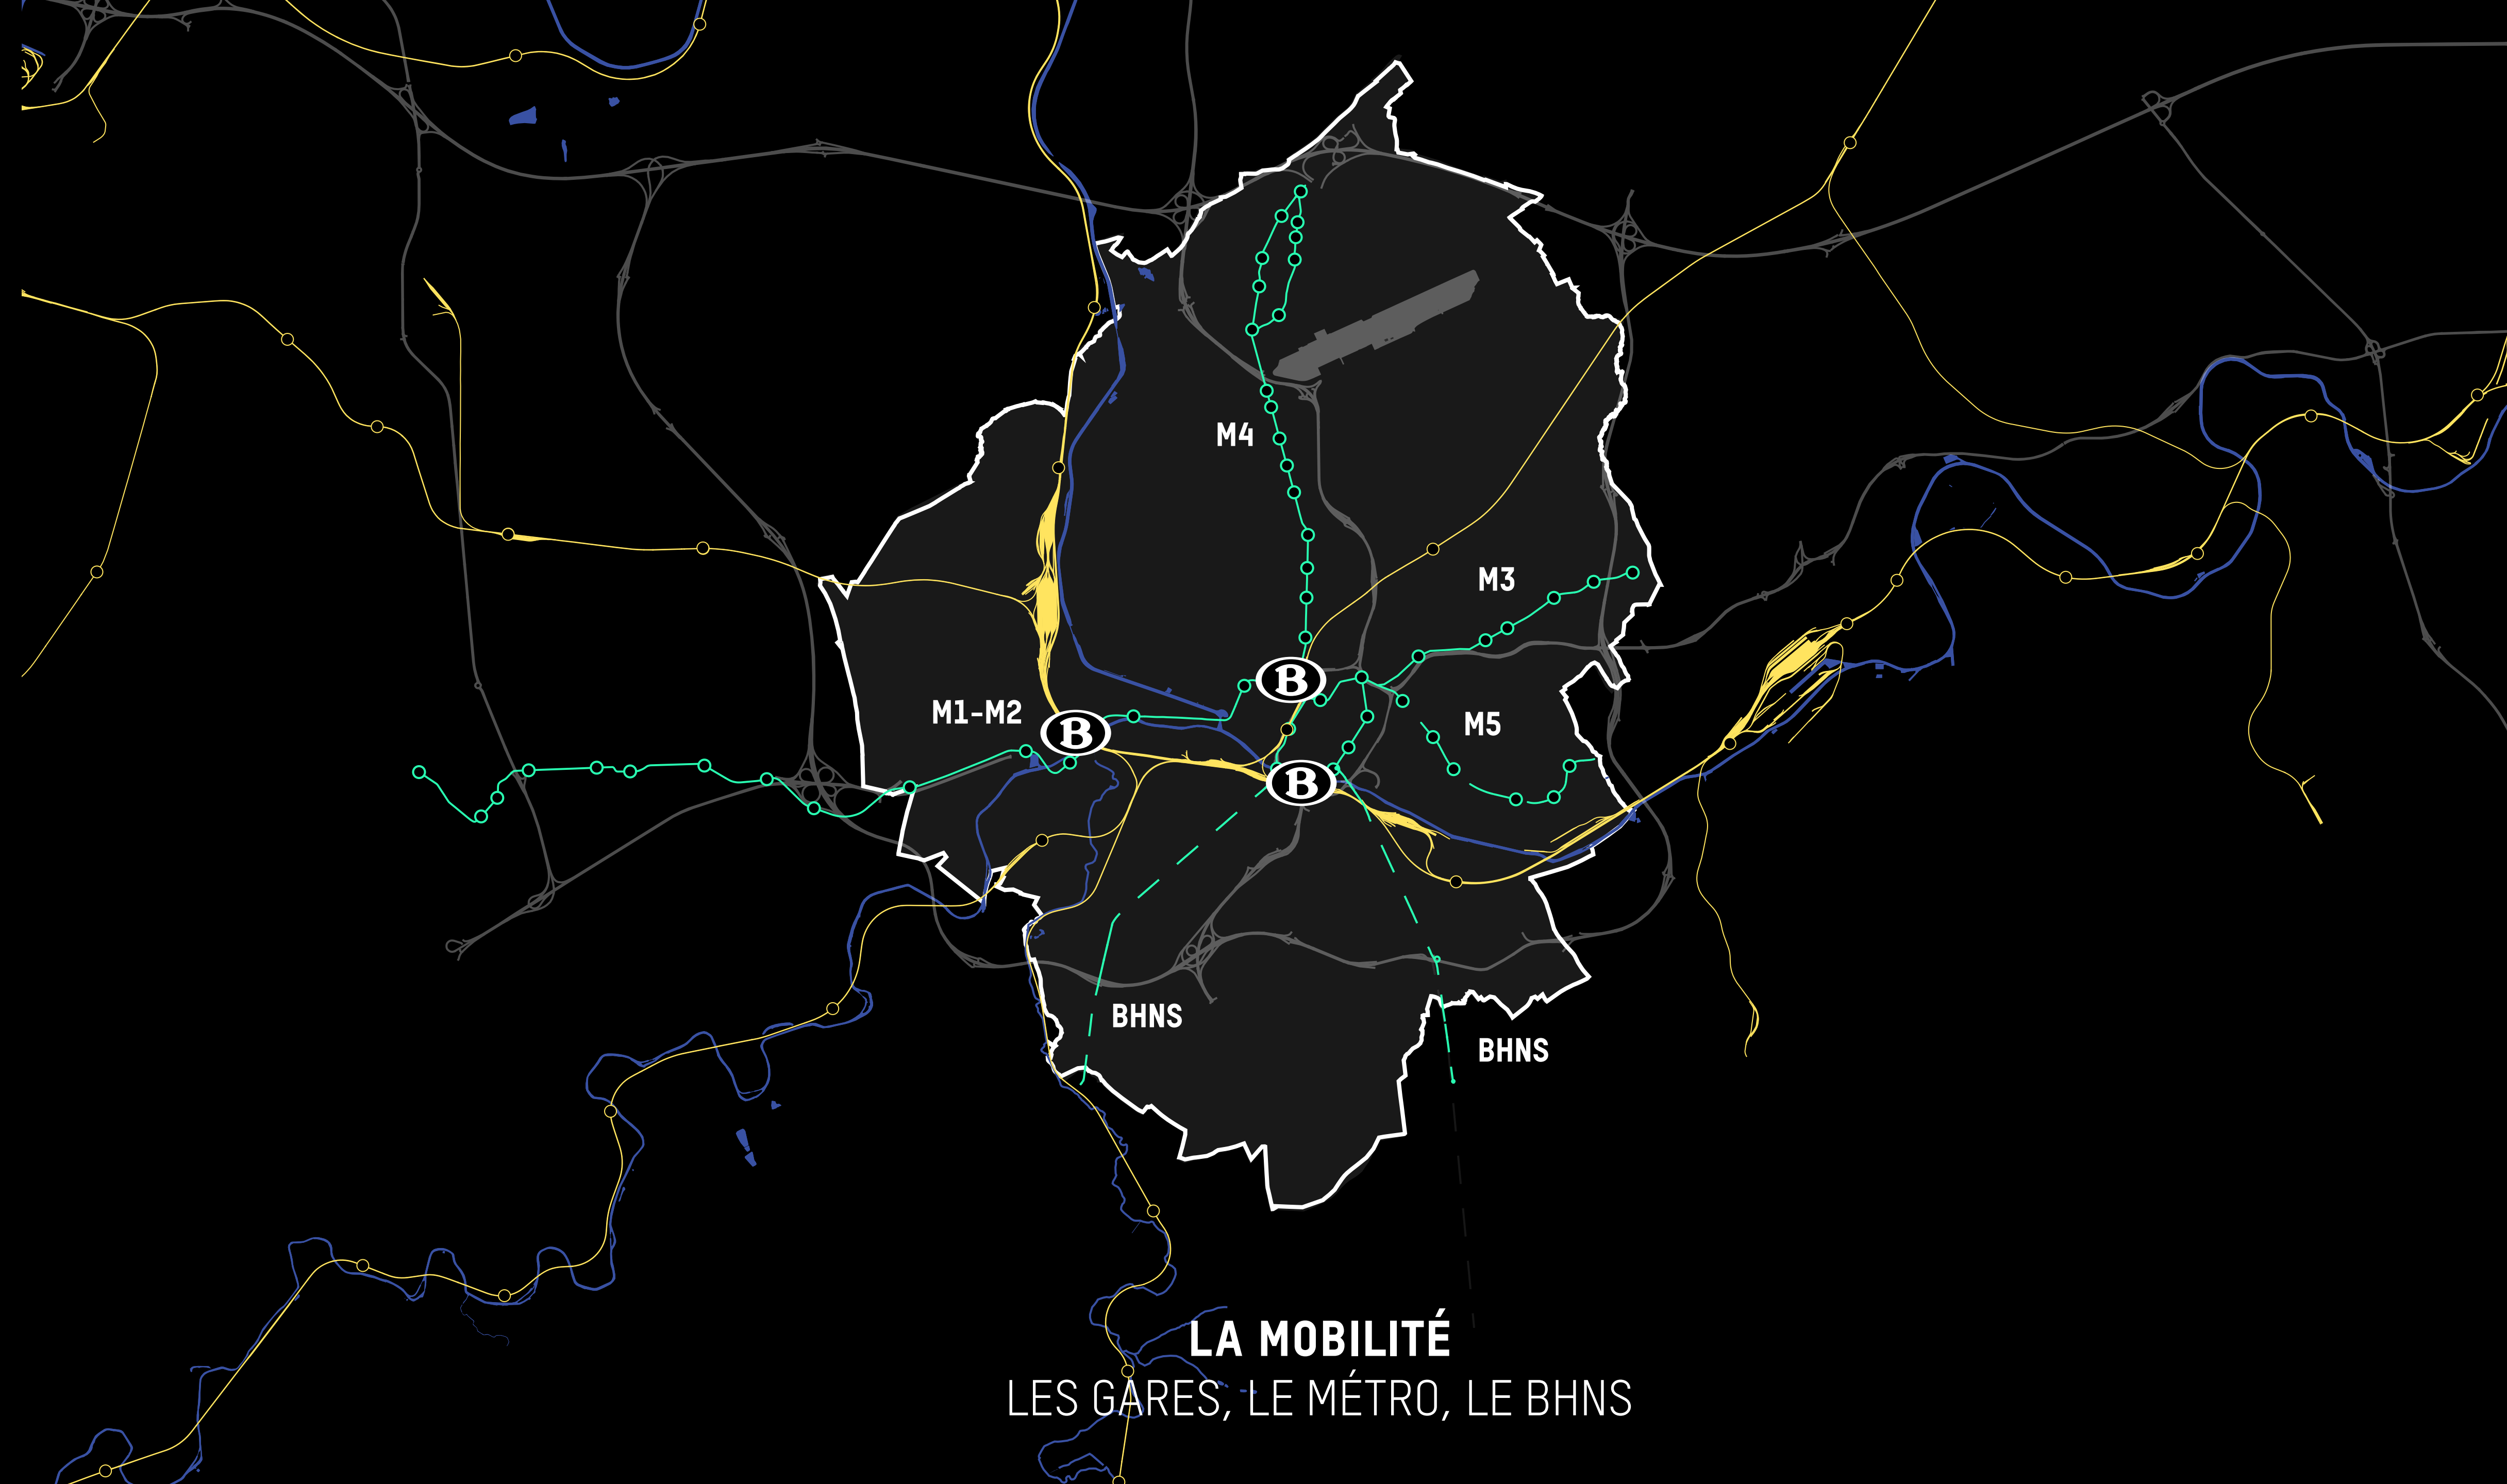 M4
M3
M1-M2
B
M5
B
B
BHNS
BHNS
LA MOBILITÉ
LES GARES, LE MÉTRO, LE BHNS